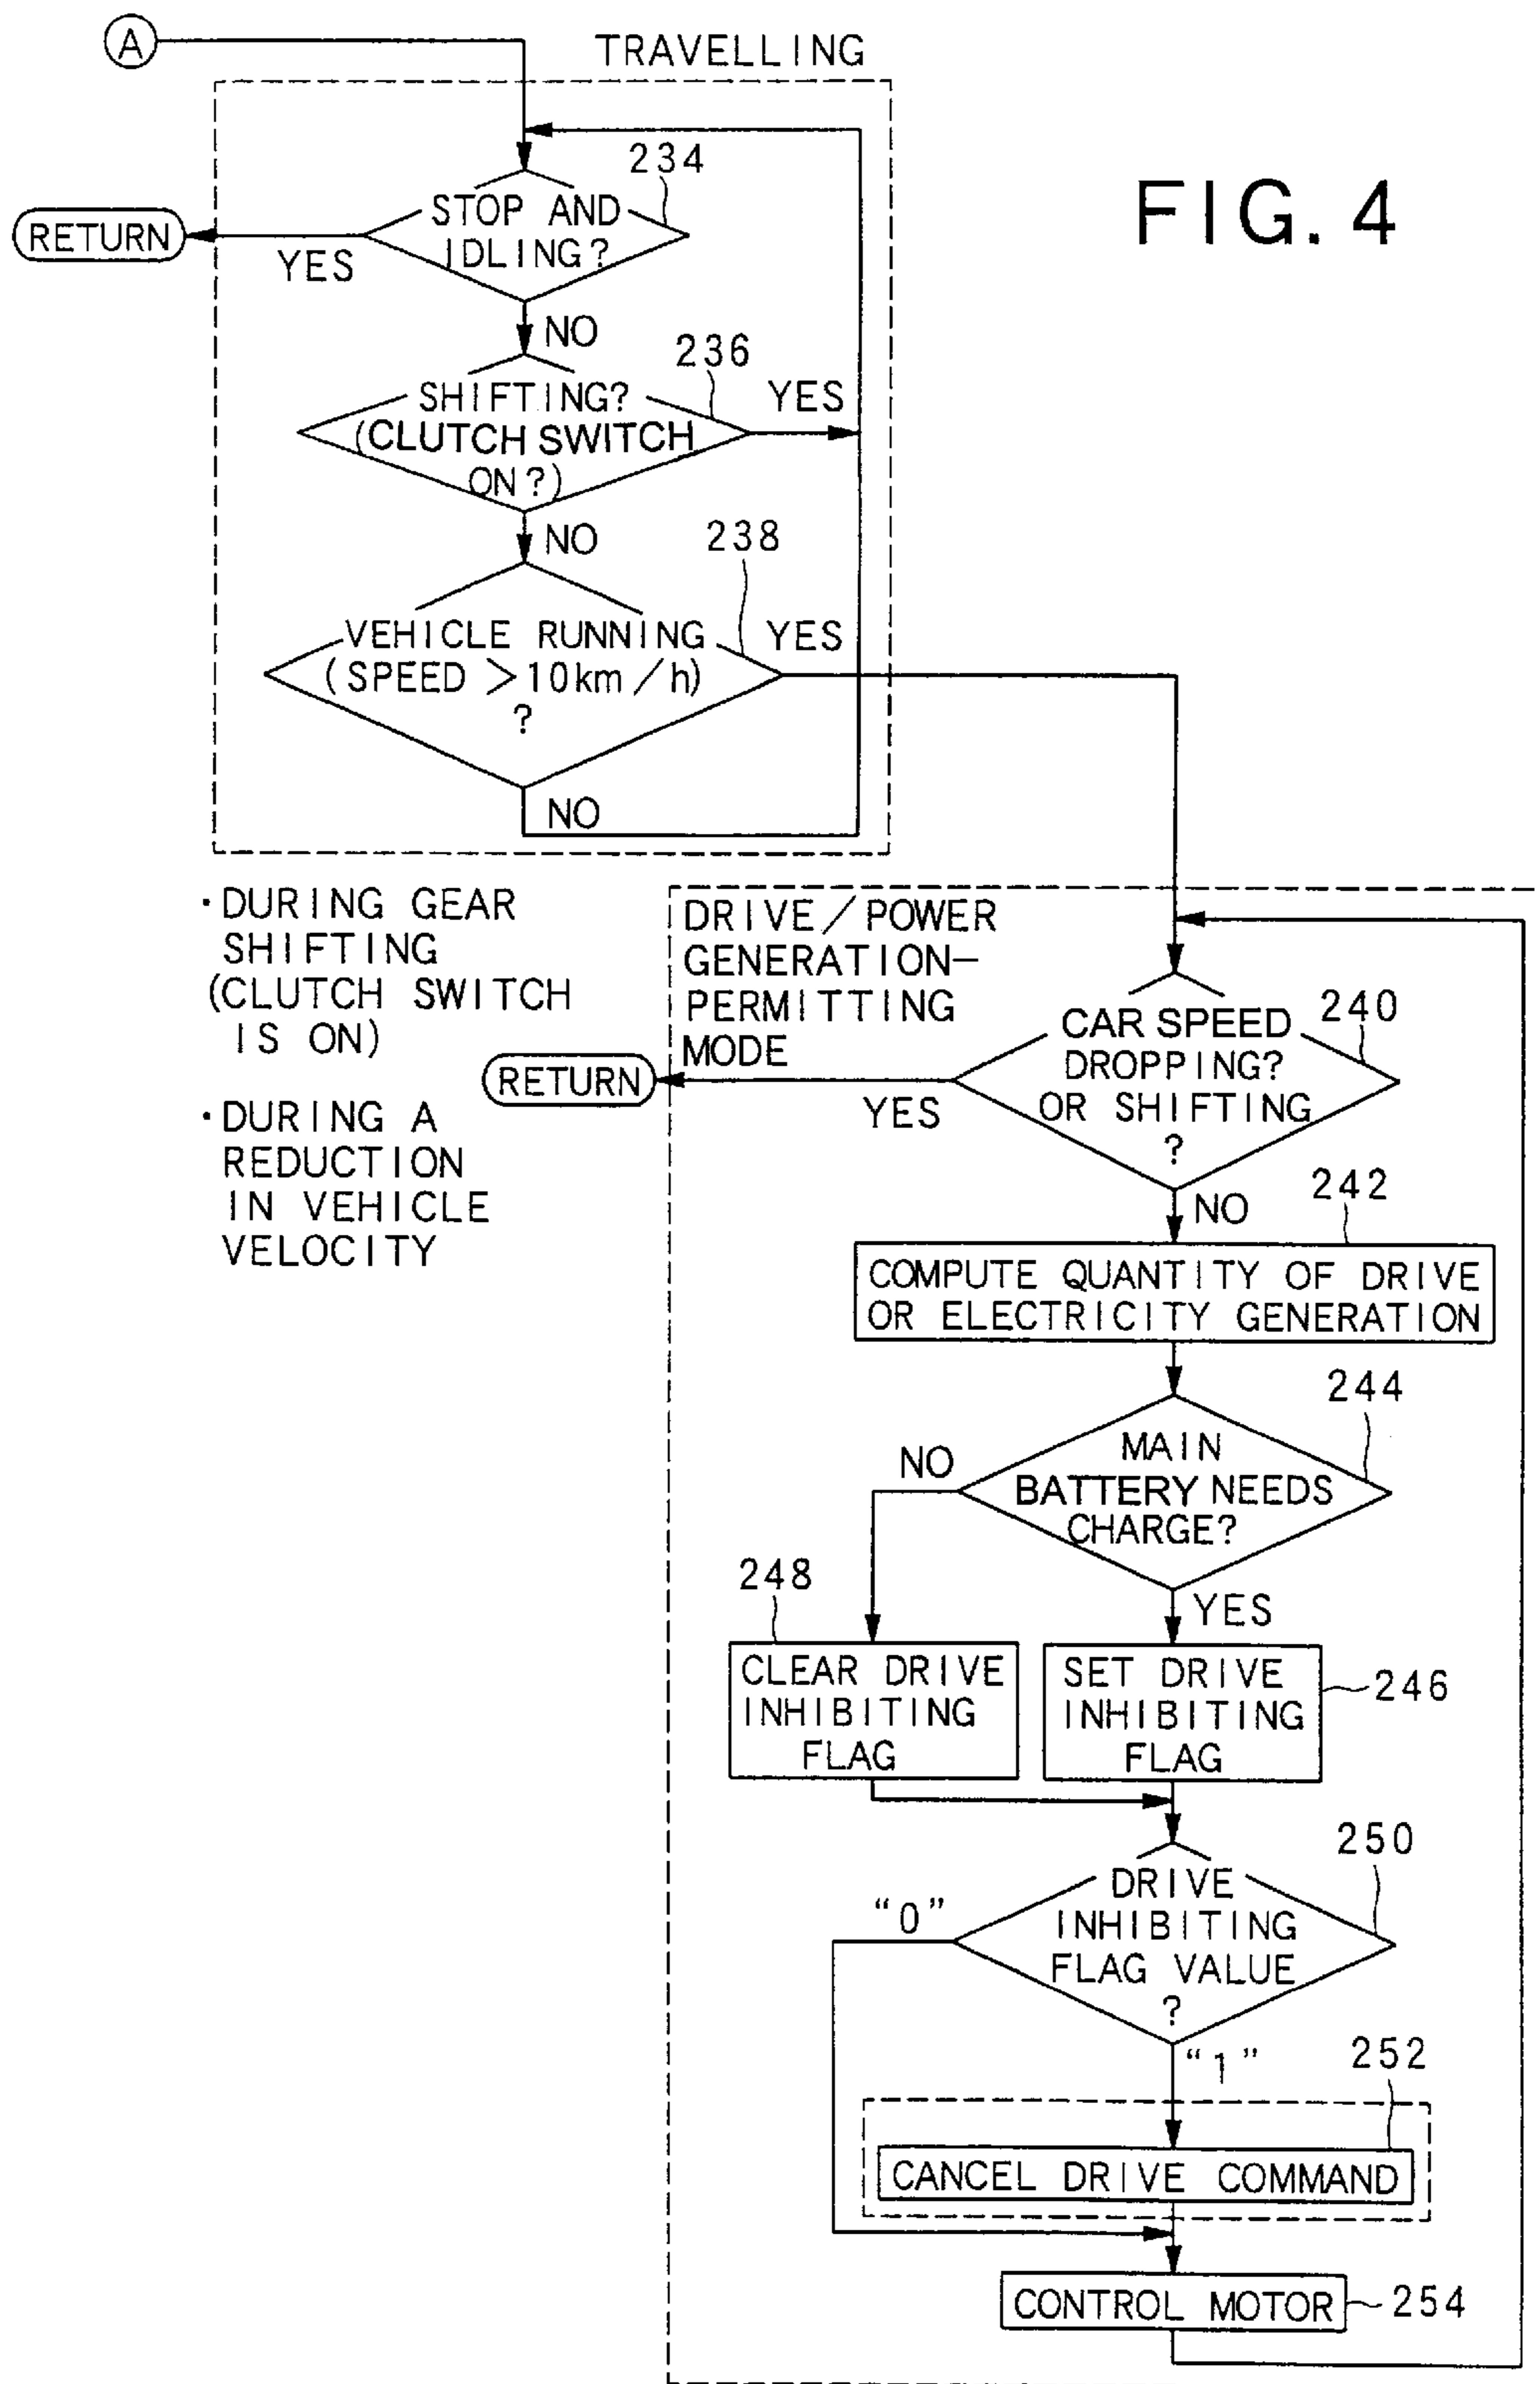 A
TRAVELLING
FIG. 4
234
STOP AND
IDLING?
RETURN
YES
NO
236
SHIFTING?
(CLUTCH SWITCH
ON?)
YES
NO
238
VEHICLE RUNNING
(SPEED >10km/h)
?
YES
NO
·DURING GEAR
SHIFTING
(CLUTCH SWITCH
IS ON)
·DURING A
REDUCTION
IN VEHICLE
VELOCITY
DRIVE/POWER
GENERATION-
PERMITTING
MODE
240
CAR SPEED
DROPPING?
OR SHIFTING
?
RETURN
YES
NO
242
COMPUTE QUANTITY OF DRIVE
OR ELECTRICITY GENERATION
244
MAIN
BATTERY NEEDS
CHARGE?
NO
YES
248
CLEAR DRIVE
INHIBITING
FLAG
SET DRIVE
INHIBITING
FLAG
246
250
DRIVE
INHIBITING
FLAG VALUE
?
“0”
“1”
252
CANCEL DRIVE COMMAND
CONTROL MOTOR
254